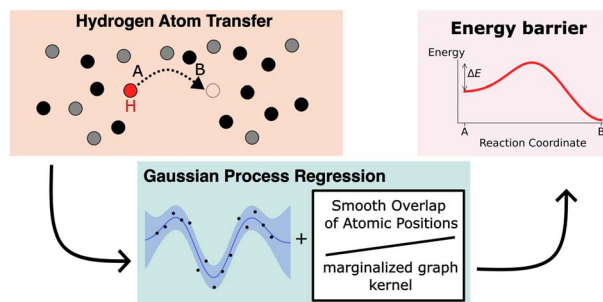 Hydrogen Atom Transfer
A
B
H
Energy barrier
Energy
ΔE
A
B
Reaction Coordinate
Gaussian Process Regression
+
Smooth Overlap
of Atomic Positions
marginalized graph
kernel